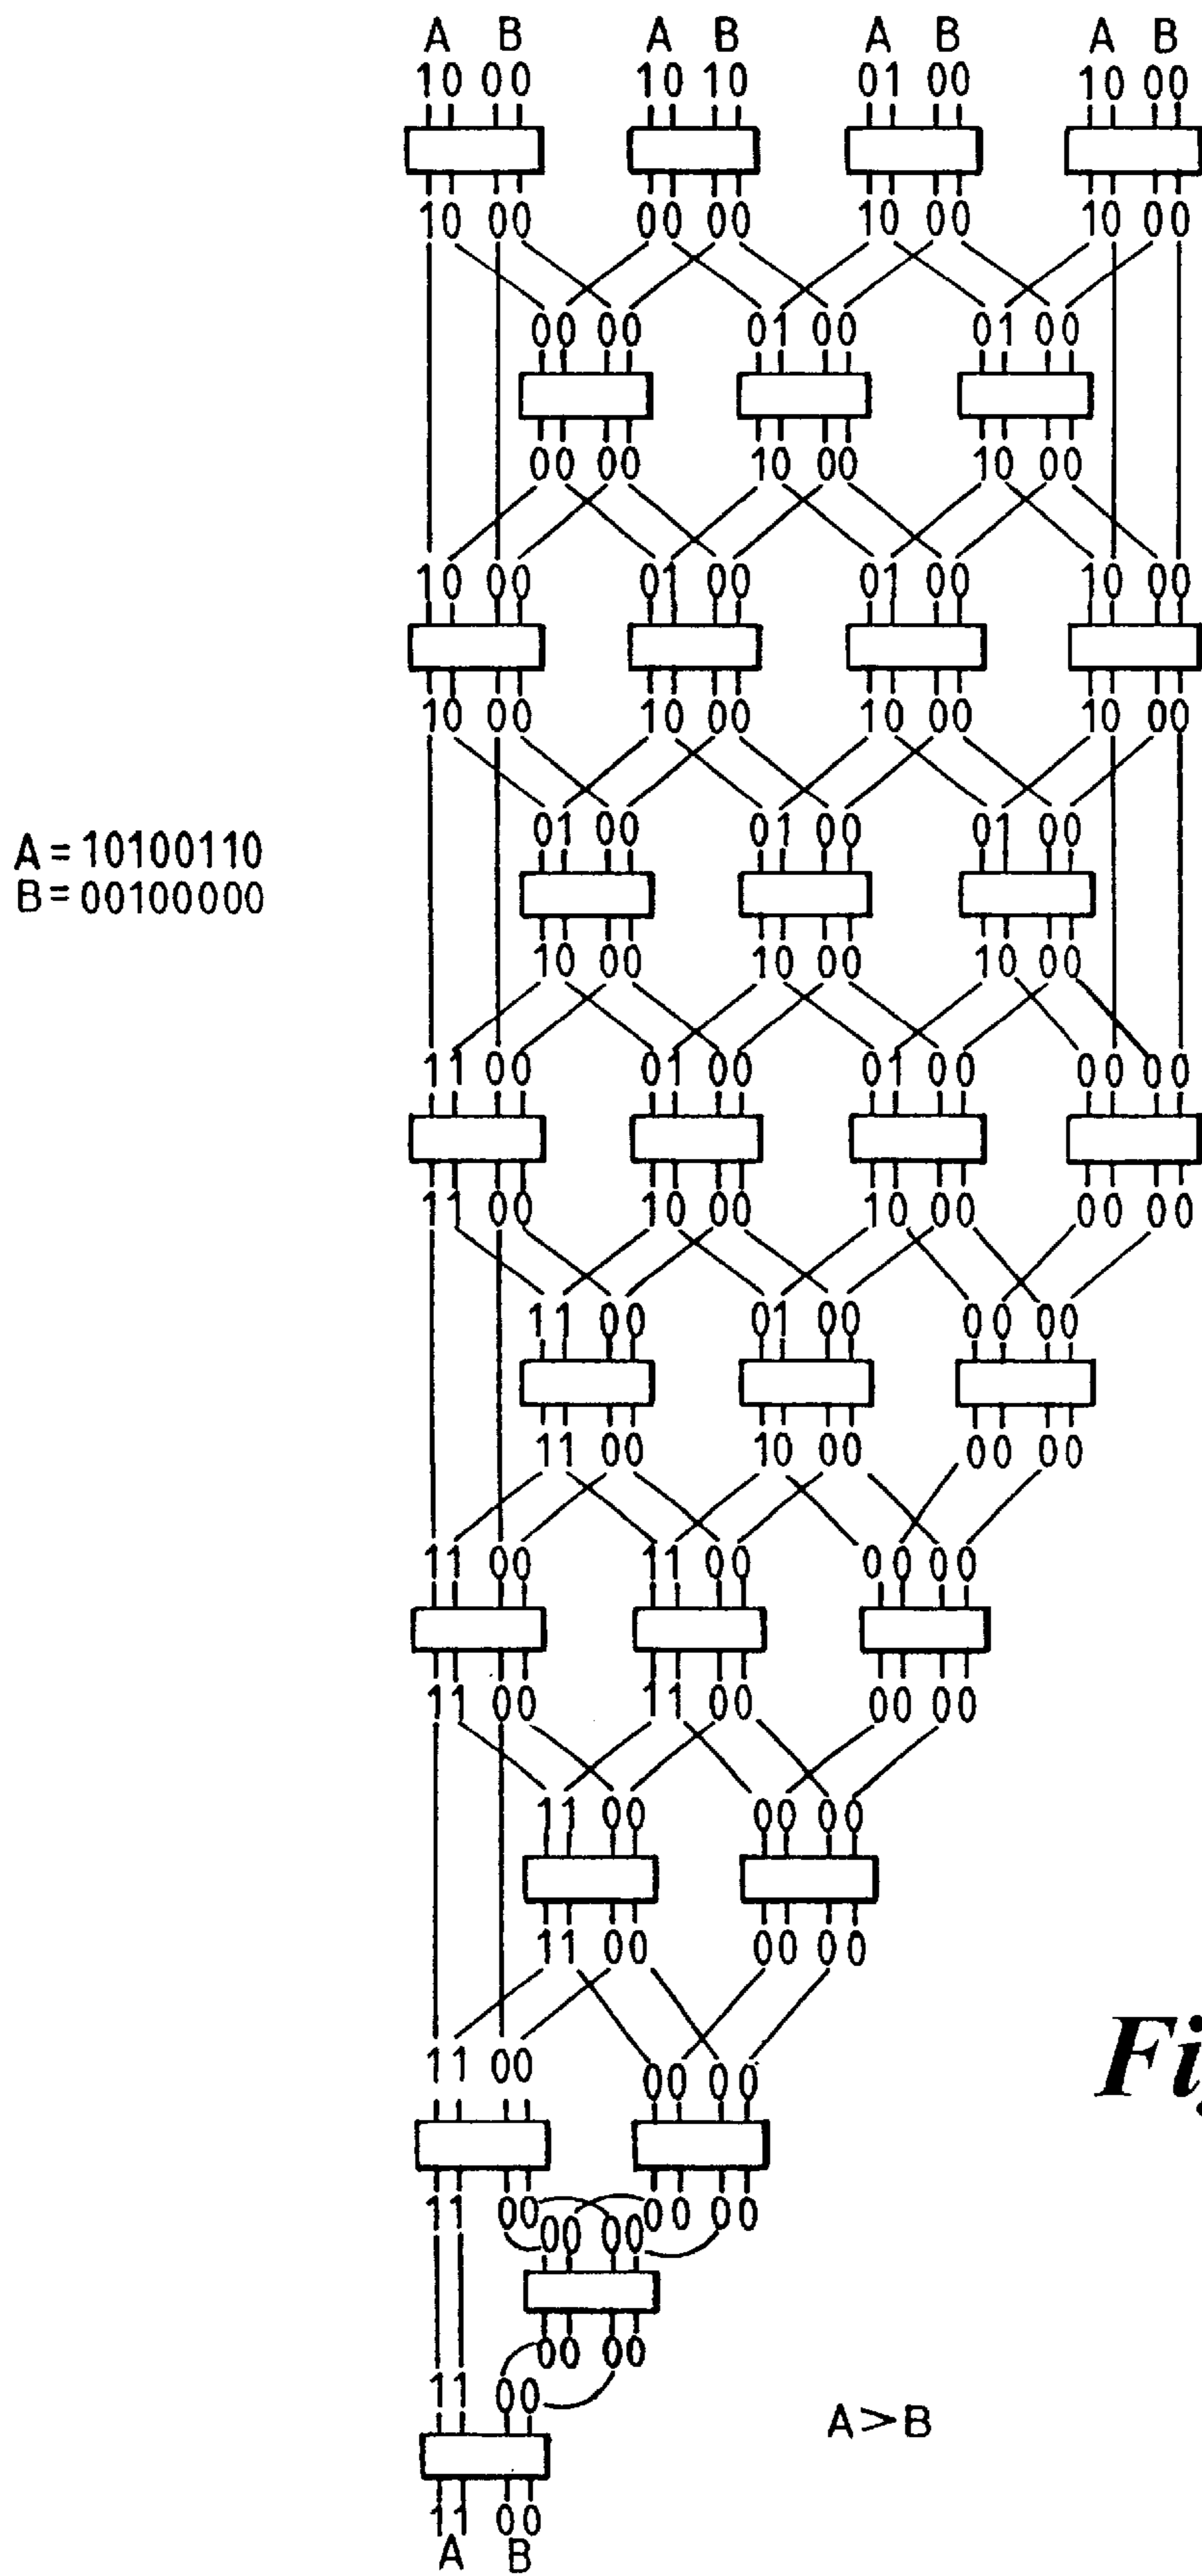 A B A B A B A B
10 00 10 10 01 00 10 00
10 00 00 00 10 00 10 00
00 00 01 00 01 00
00 00 10 00 10 00
10 00 01 00 01 00 10 00
10 00 10 00 10 00 10 00
01 00 01 00 01 00
A = 10100110
B = 00100000
10 00 10 00 10 00
11 00 01 00 01 00 00 00
11 00 10 00 10 00 00 00
11 00 01 00 00 00
11 00 10 00 00 00
11 00 11 00 00 00
11 00 11 00 00 00
11 00 00 00
11 00 00 00
11 00 00 00
Fi
11 00 00 00
00 00
00 00
11 00
A>B
11 00
A B